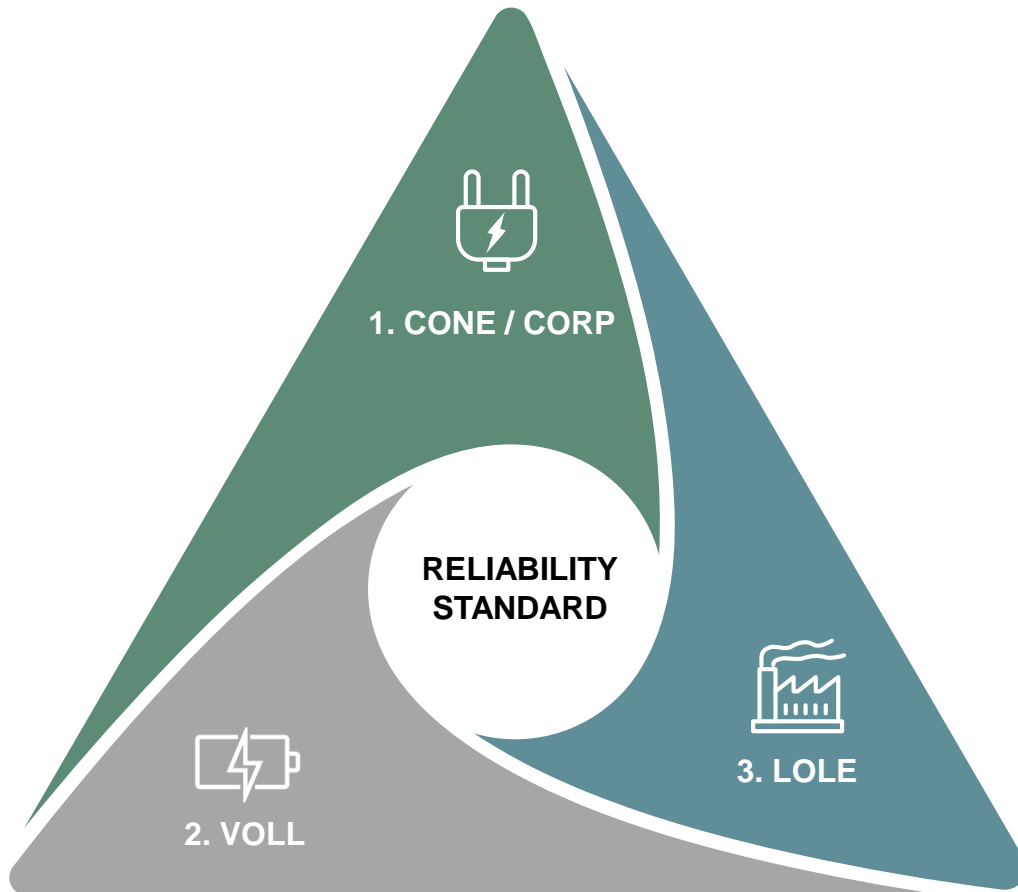 1. CONE / CORP
RELIABILITY
STANDARD
3. LOLE
2. VOLL